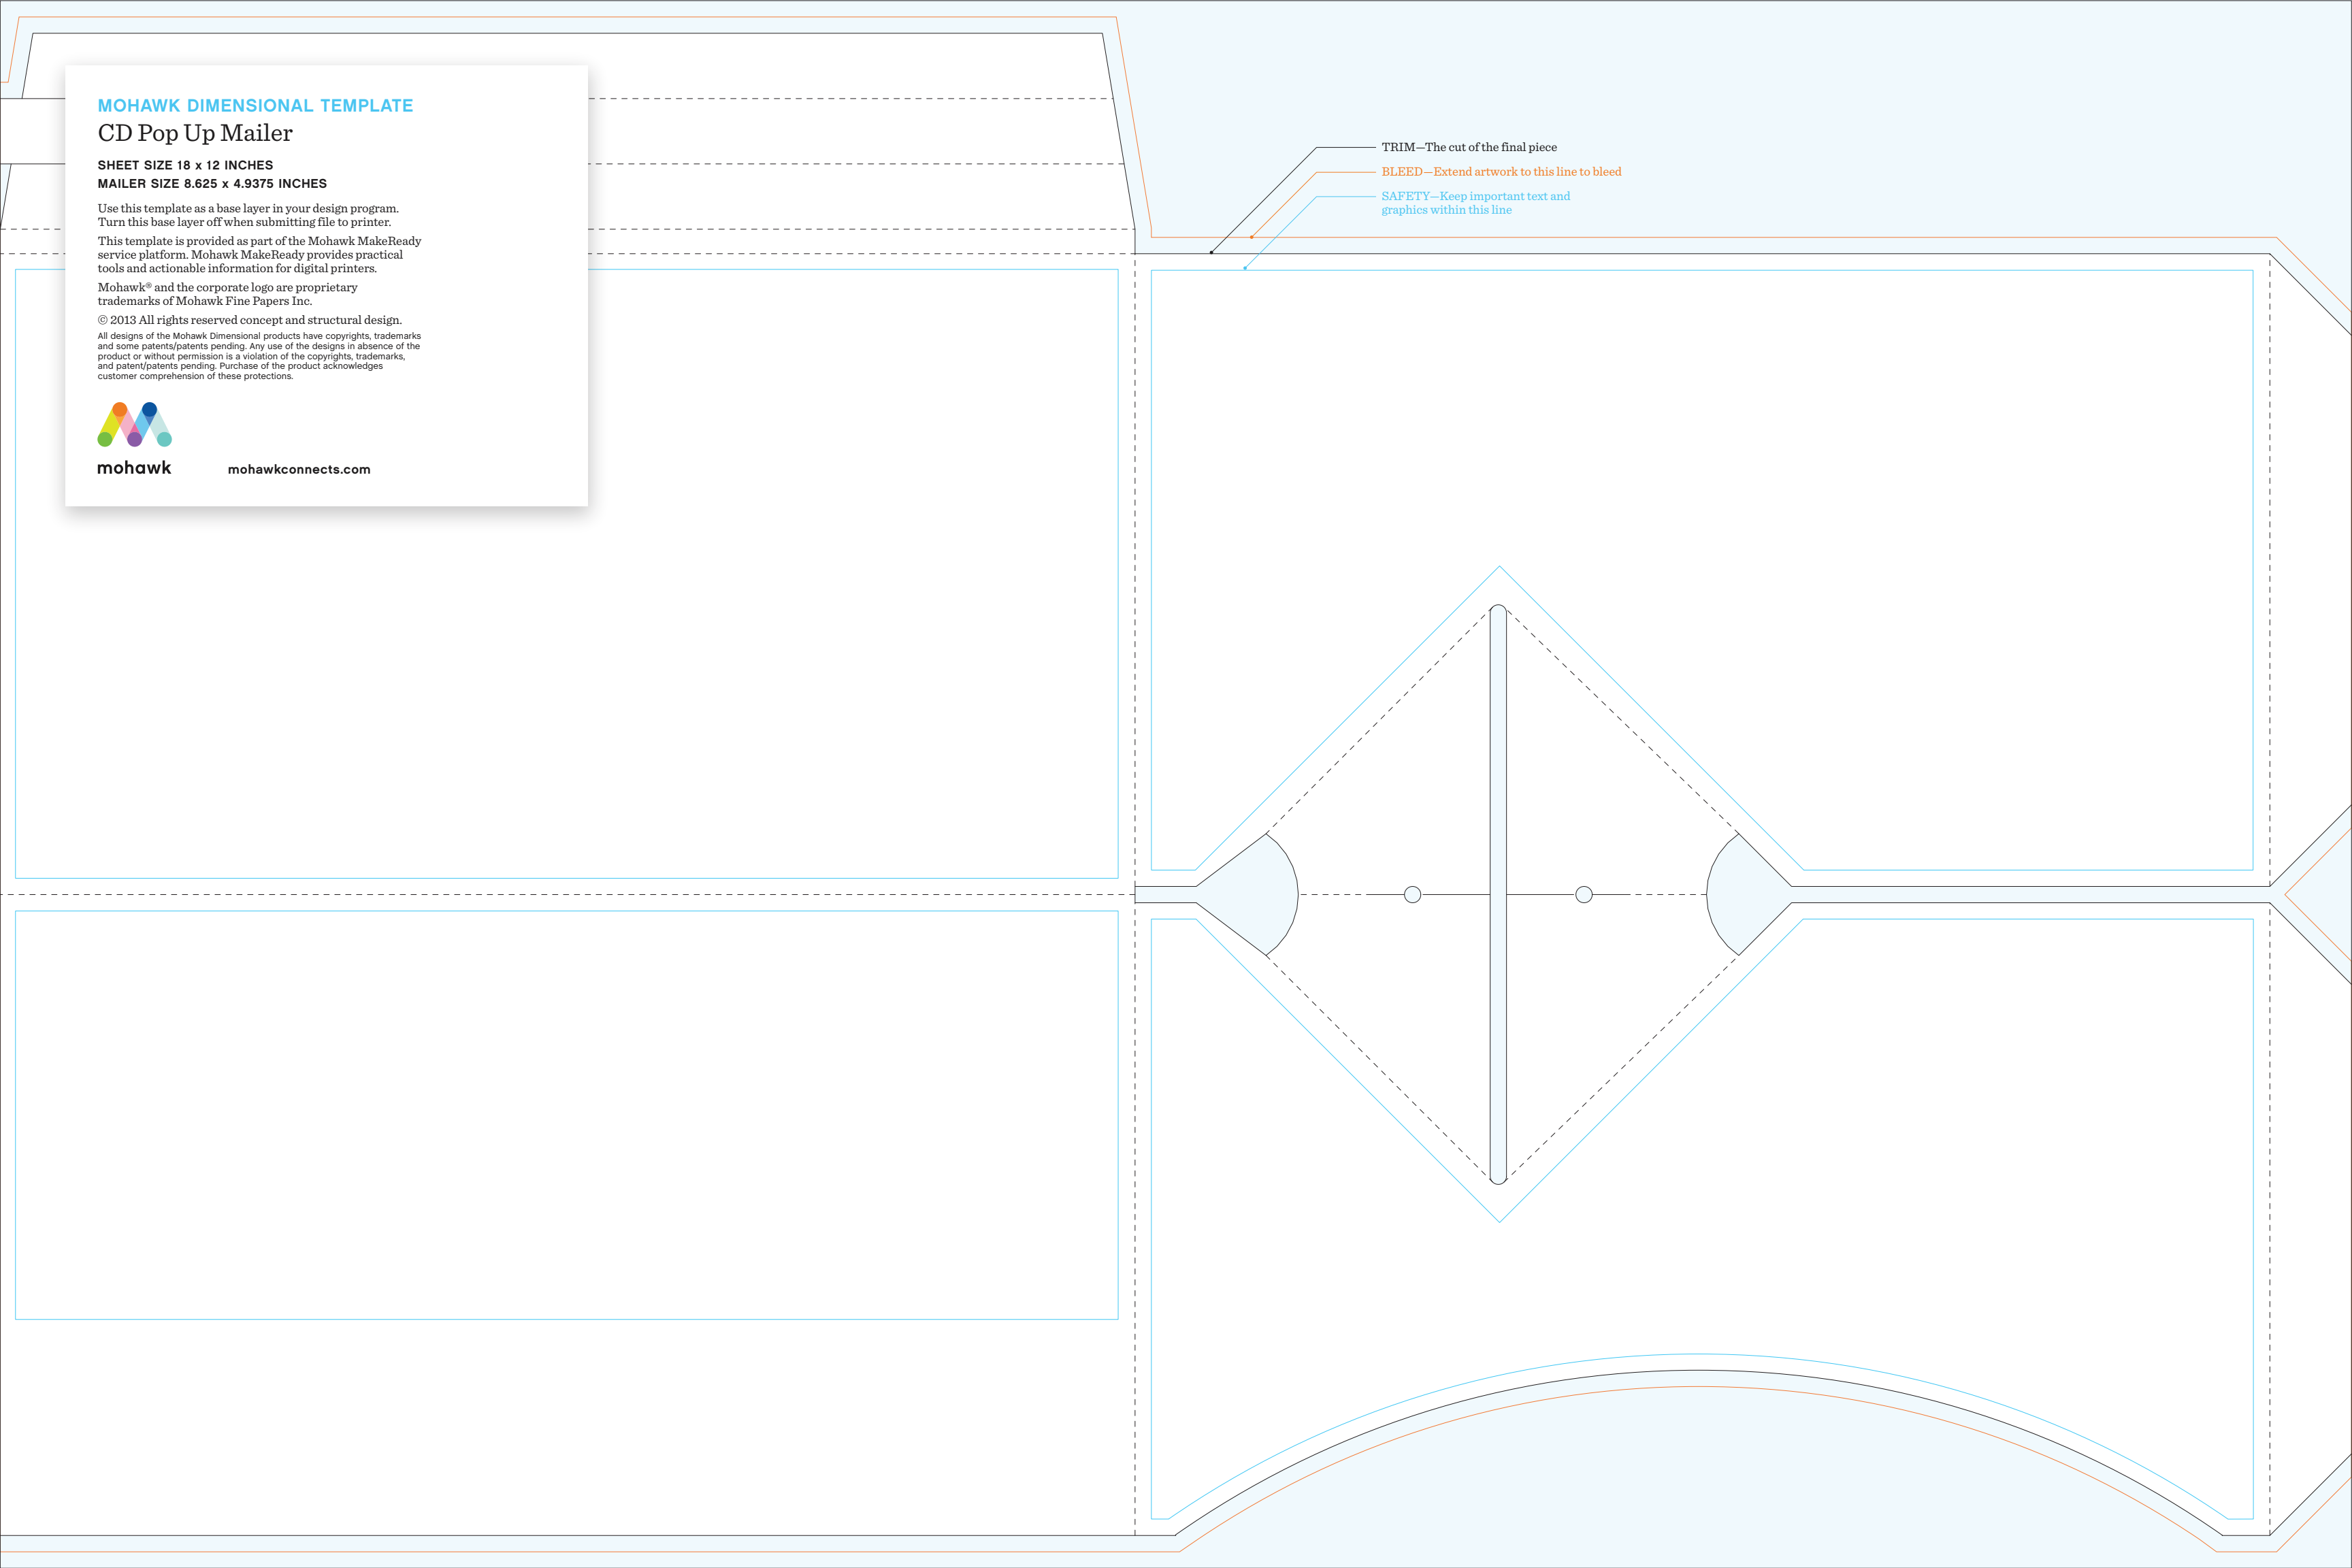 MOHAWK DIMENSIONAL TEMPLATE
CD Pop Up Mailer
SHEET SIZE 18 x 12 INCHES
MAILER SIZE 8.625 x 4.9375 INCHES
Use this template as a base layer in your design program.
Turn this base layer off when submitting file to printer.
This template is provided as part of the Mohawk MakeReady
service platform. Mohawk MakeReady provides practical
tools and actionable information for digital printers.
Mohawk® and the corporate logo are proprietary
trademarks of Mohawk Fine Papers Inc.
© 2013 All rights reserved concept and structural design.
All designs of the Mohawk Dimensional products have copyrights, trademarks
and some patents/patents pending. Any use of the designs in absence of the
product or without permission is a violation of the copyrights, trademarks,
and patent/patents pending. Purchase of the product acknowledges
customer comprehension of these protections.
mohawk
mohawkconnects.com
TRIM—The cut of the final piece
BLEED—Extend artwork to this line to bleed
SAFETY—Keep important text and
graphics within this line